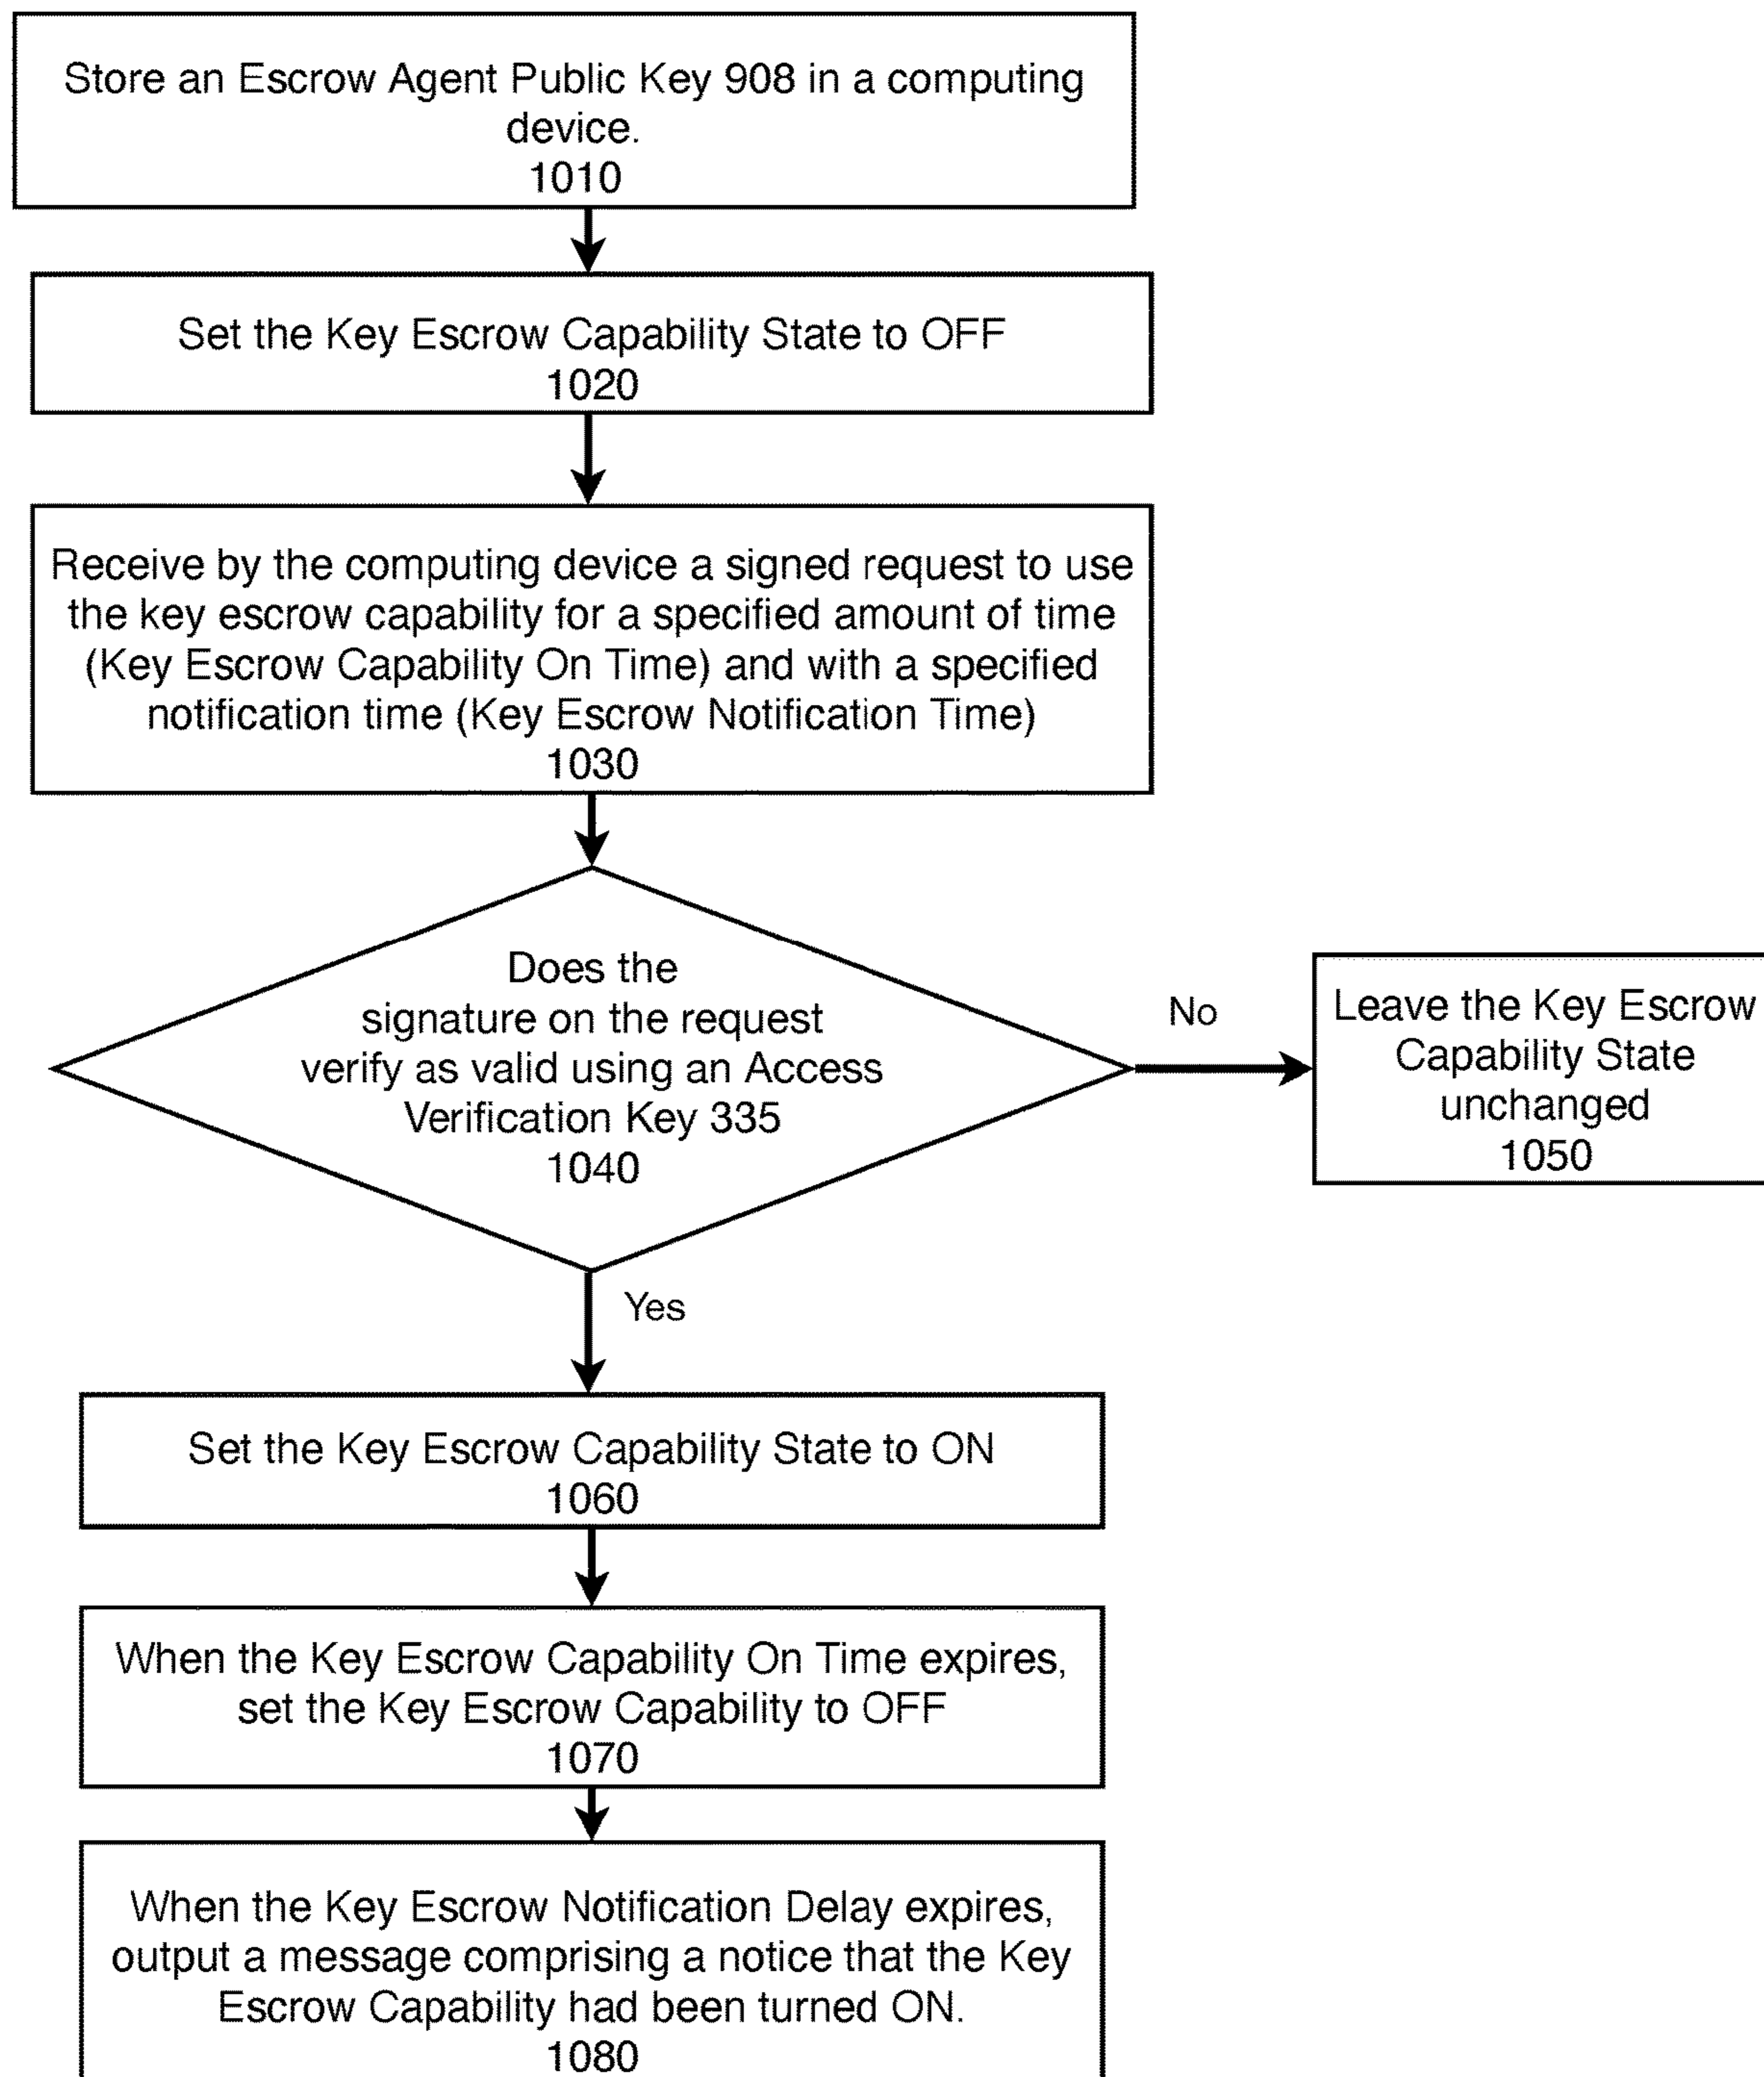 Store an Escrow Agent Public Key 908 in a computing
device.
1010
Set the Key Escrow Capability State to OFF
1020
Receive by the computing device a signed request to use
the key escrow capability for a specified amount of time
(Key Escrow Capability On Time) and with a specified
notification time (Key Escrow Notification Time)
1030
Does the
signature on the request
verify as valid using an Access
Verification Key 335
1040
No
Leave the Key Escrow
Capability State
unchanged
1050
Yes
Set the Key Escrow Capability State to ON
1060
When the Key Escrow Capability On Time expires,
set the Key Escrow Capability to OFF
1070
When the Key Escrow Notification Delay expires,
output a message comprising a notice that the Key
Escrow Capability had been turned ON.
1080